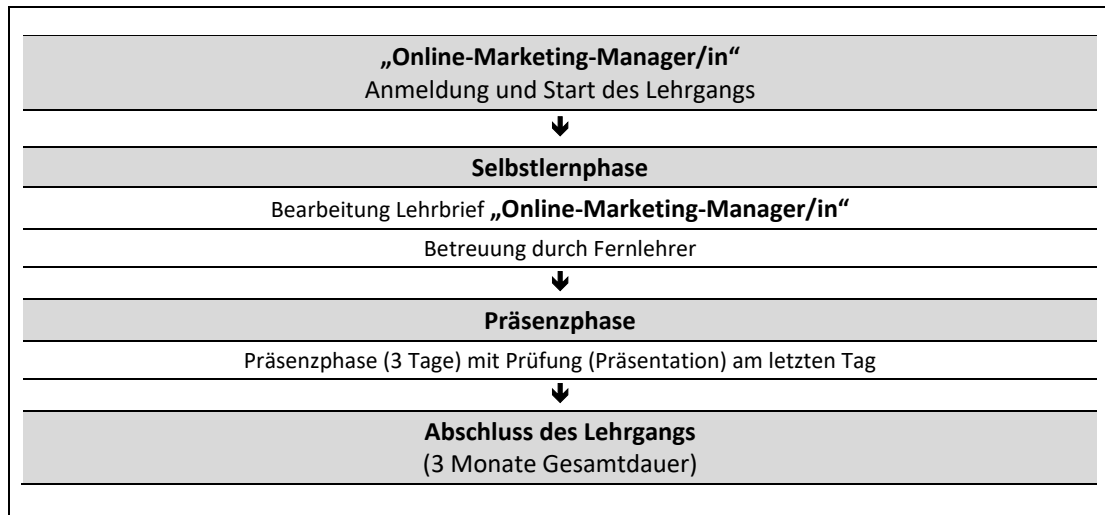 „Online-Marketing-Manager/in“
Anmeldung und Start des Lehrgangs
🡻
Selbstlernphase
Bearbeitung Lehrbrief „Online-Marketing-Manager/in“
Betreuung durch Fernlehrer
🡻
Präsenzphase
Präsenzphase (3 Tage) mit Prüfung (Präsentation) am letzten Tag
🡻
Abschluss des Lehrgangs
(3 Monate Gesamtdauer)